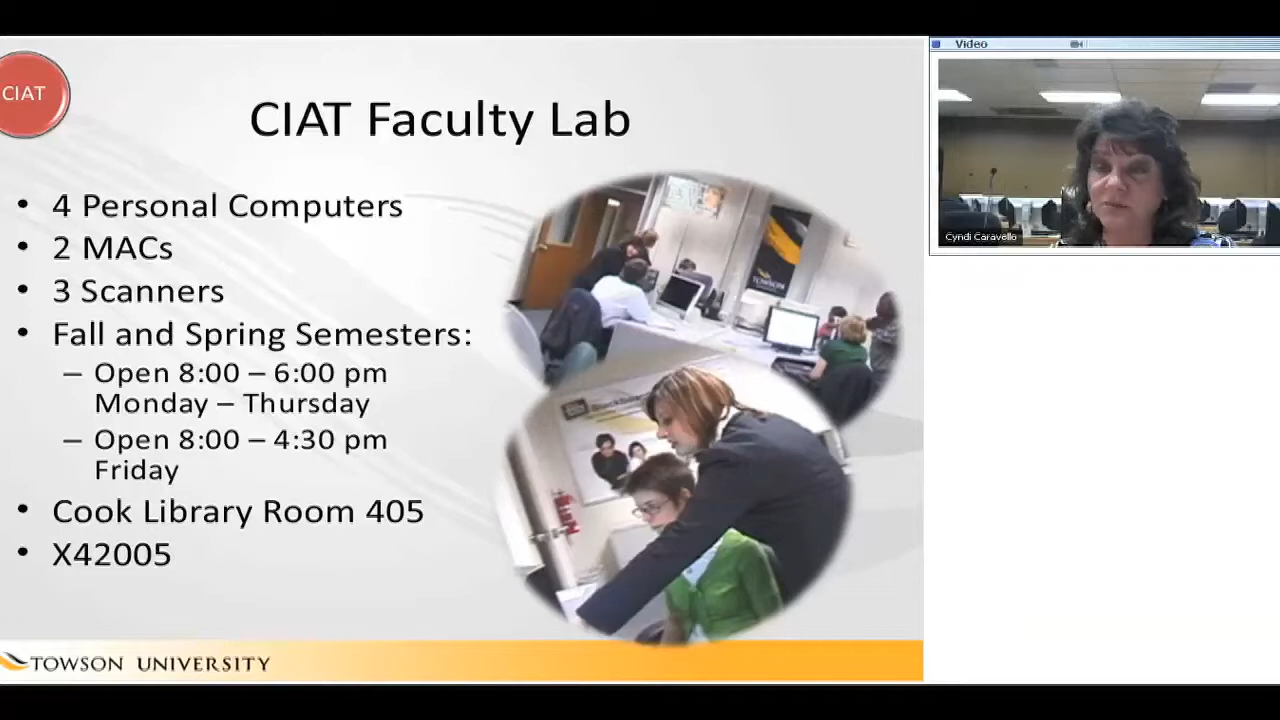 CIAT
CIAT Faculty Lab
• 4 Personal Computers
• 2 MACs
• 3 Scanners
• Fall and Spring Semesters:
– Open 8:00 – 6:00 pm
Monday – Thursday
– Open 8:00 – 4:30 pm
Friday
• Cook Library Room 405
• X42005
TOWSON
TOWSON UNIVERSITY
Video
Cyndi Caravello